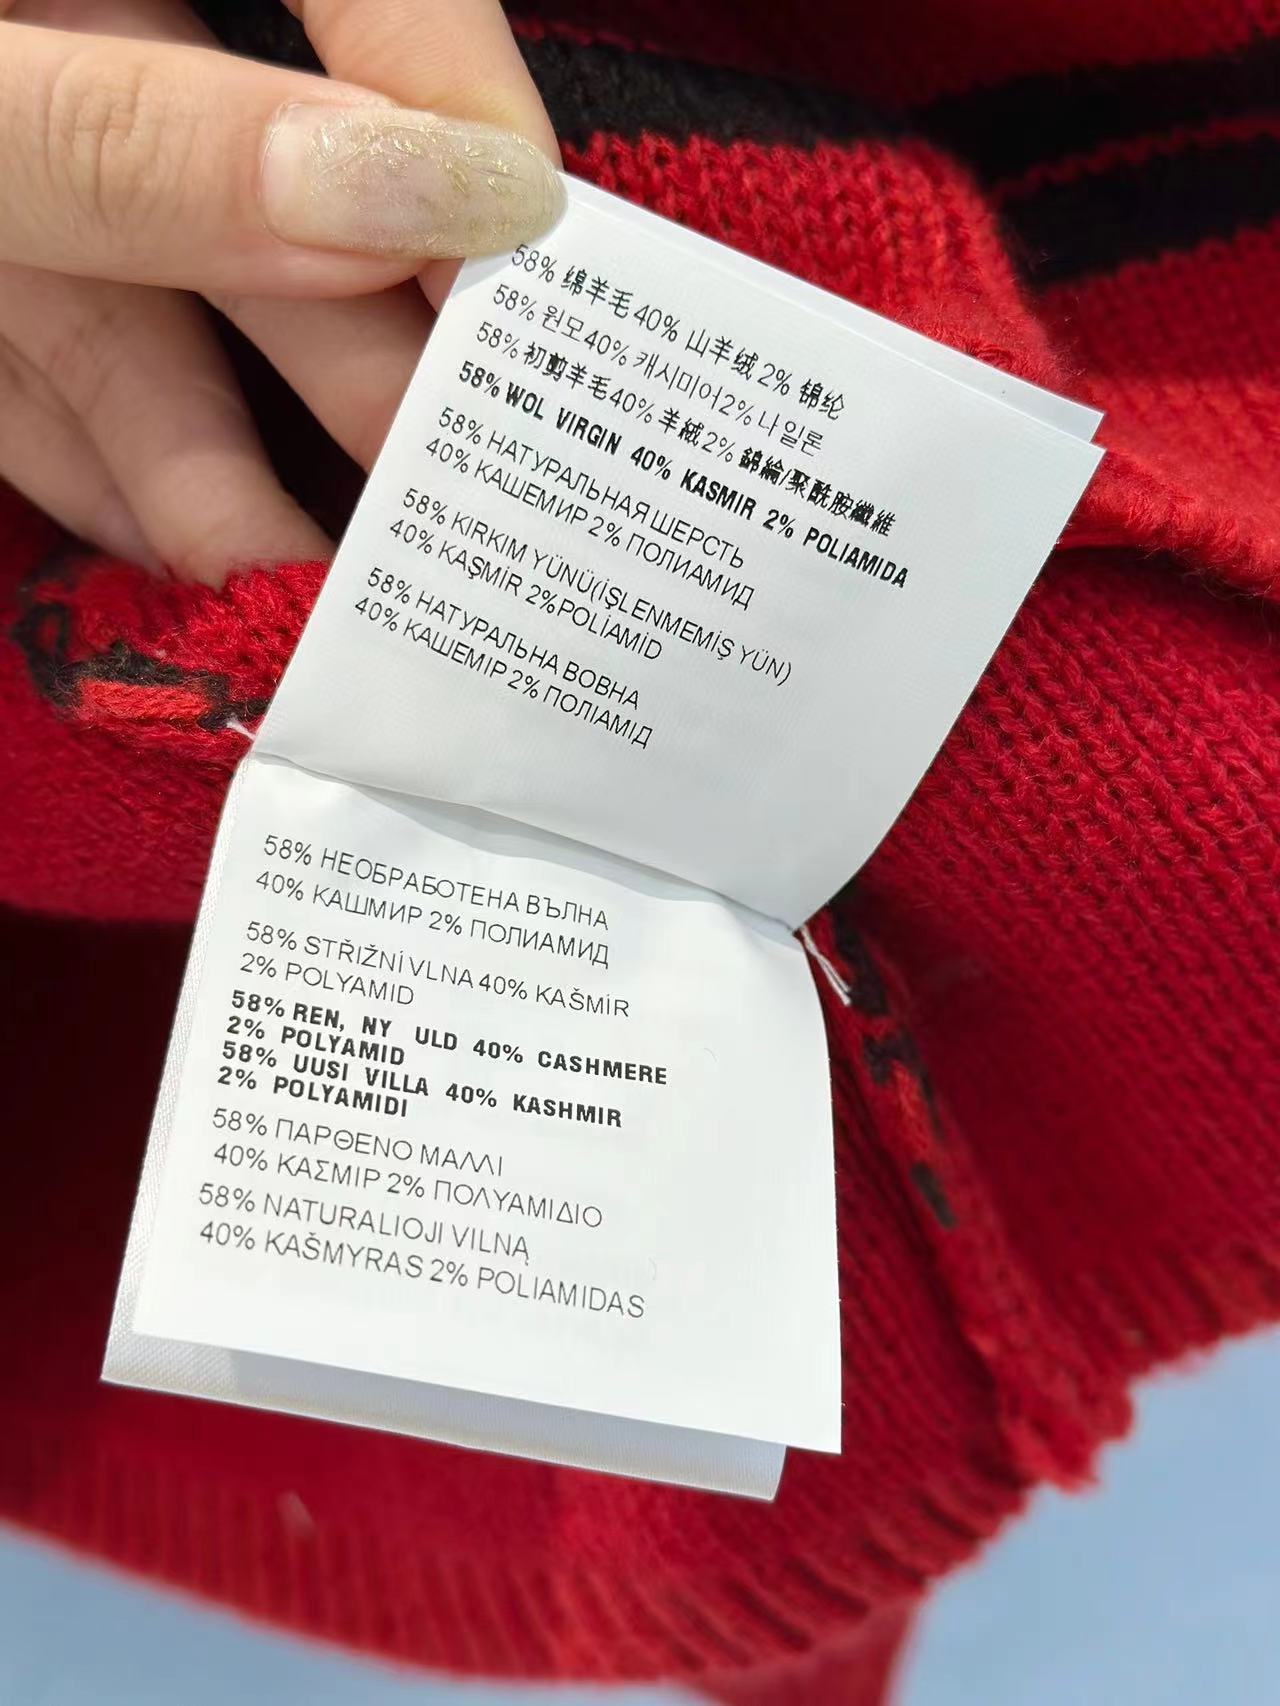 58% 绵羊毛 40% 山羊绒 2% 锦纶
58% 원모 40% 캐시미어 2% 나일론
58% 初剪羊毛 40% 羊絨 2% 錦綸/聚酰胺纖維
58% WOL VIRGIN 40% KASMIR 2% POLIAMIDA
58% НАТУРАЛЬНАЯ ШЕРСТЬ
40% КАШЕМИР 2% ПОЛИАМИД
58% KIRKIM YÜNÜ(İŞLENMEMİŞ YÜN)
40% KAŞMİR 2%POLİAMİD
58% НАТУРАЛЬНА ВОВНА
40% КАШЕМІР 2% ПОЛІАМІД
58% НЕОБРАБОТЕНА ВЪЛНА
40% КАШМИР 2% ПОЛИАМИД
58% STŘIŽNÍ VLNA 40% KAŠMÍR
2% POLYAMID
58% REN, NY ULD 40% CASHMERE
2% POLYAMID
58% UUSI VILLA 40% KASHMIR
2% POLYAMIDI
58% ΠΑΡΘΕΝΟ ΜΑΛΛΙ
40% ΚΑΣΜΙΡ 2% ΠΟΛΥΑΜΙΔΙΟ
58% NATURALIOJI VILNĄ
40% KAŠMYRAS 2% POLIAMIDAS